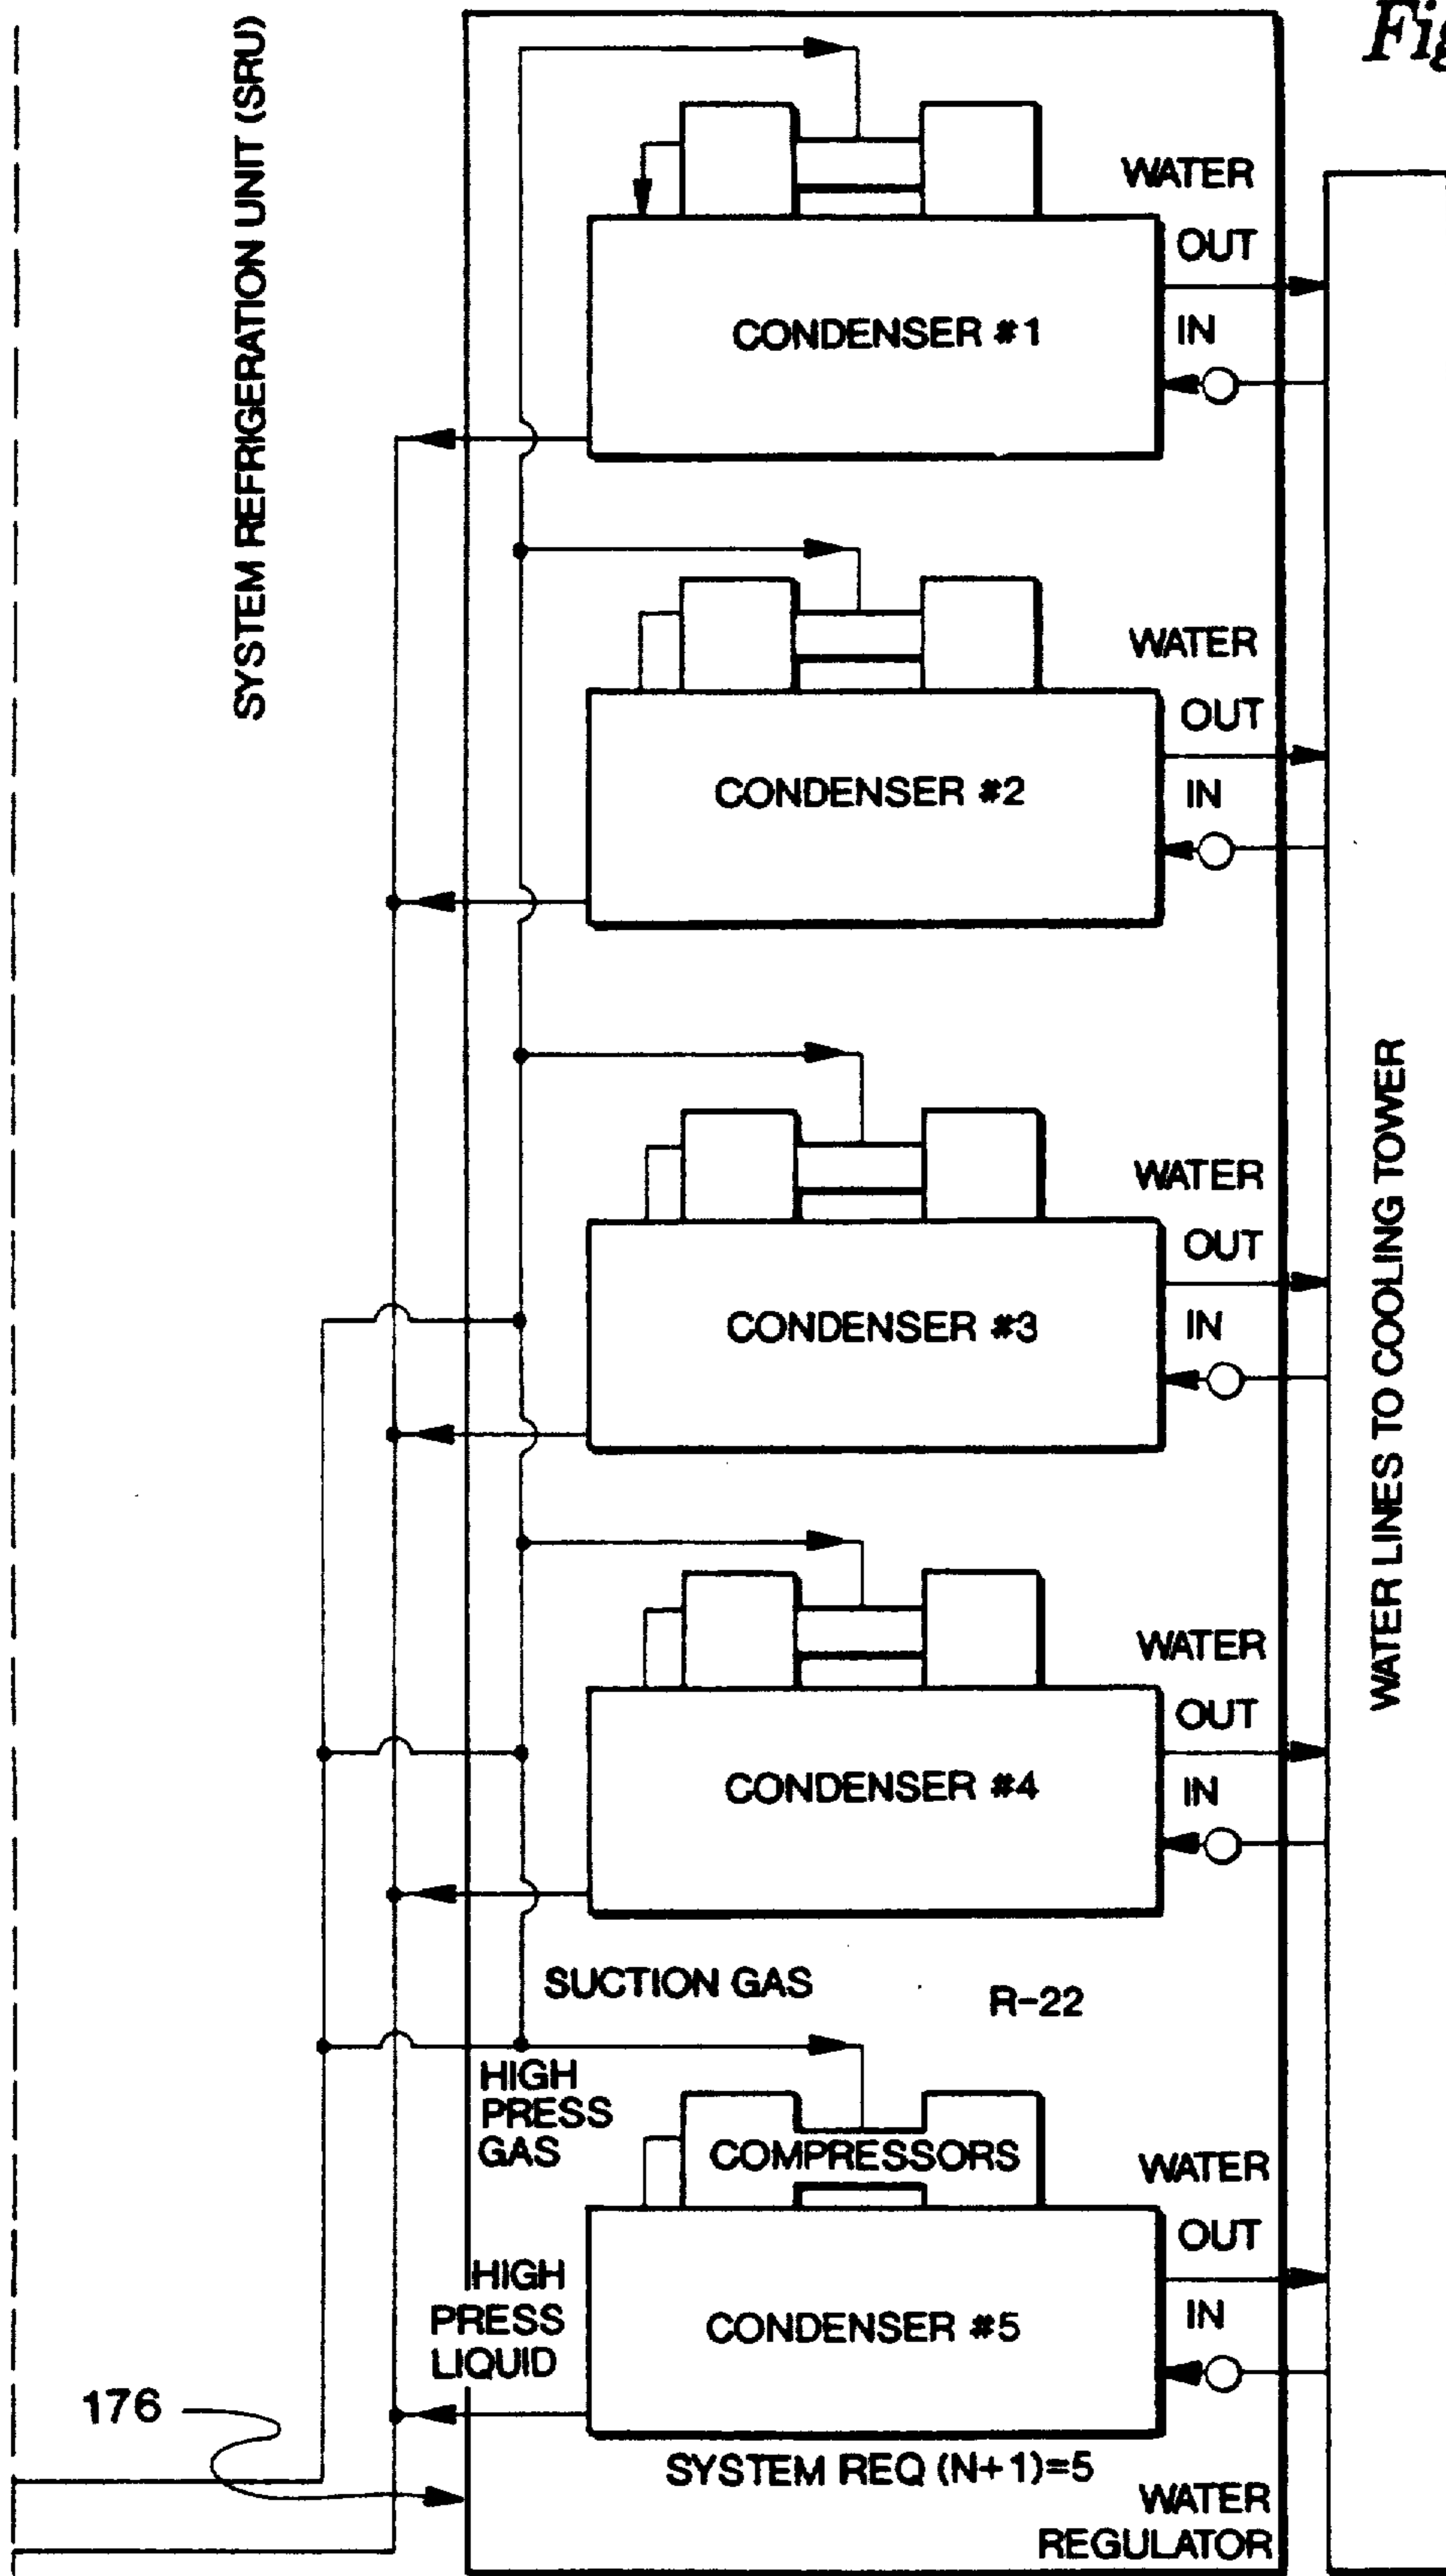 Fig
SYSTEM REFRIGERATION UNIT (SRU)
WATER
OUT
CONDENSER #1
IN
WATER
OUT
CONDENSER #2
IN
WATER
OUT
CONDENSER #3
IN
WATER LINES TO COOLING TOWER
WATER
OUT
CONDENSER #4
IN
SUCTION GAS
R-22
HIGH
PRESS
GAS
COMPRESSORS
WATER
OUT
HIGH
PRESS
LIQUID
CONDENSER #5
IN
176
SYSTEM REQ (N+1)=5
WATER
REGULATOR